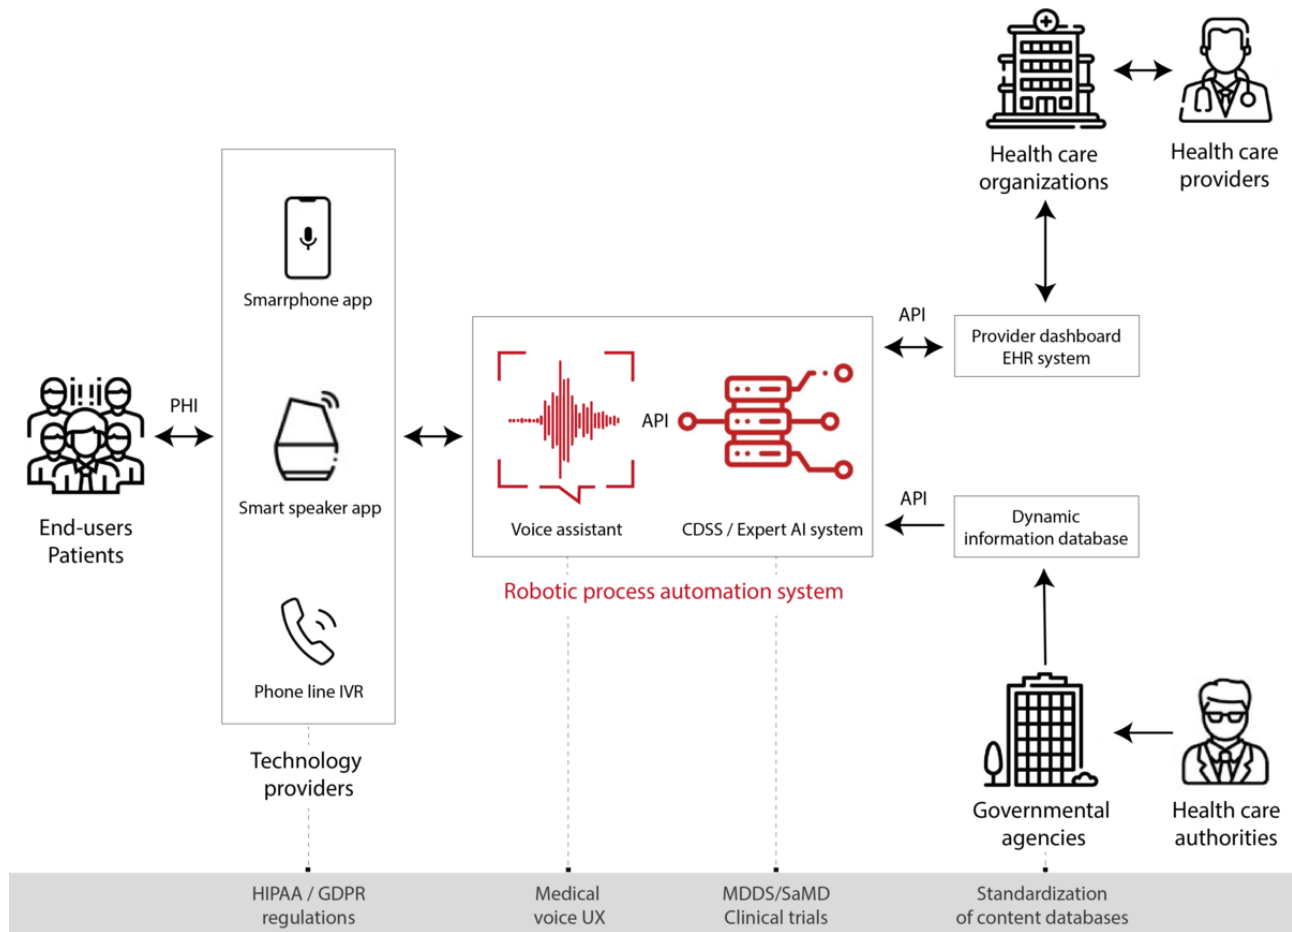 Health care
organizations
Health care
providers
Smarrphone app
API
Provider dashboard
EHR system
PHI
API
Smart speaker app
API
Voice assistant
CDSS / Expert AI system
Dynamic
information database
End-users
Patients
Robotic process automation system
Phone line IVR
Technology
providers
Governmental
agencies
Health care
authorities
HIPAA / GDPR
regulations
Medical
voice UX
MDDS/SaMD
Clinical trials
Standardization
of content databases